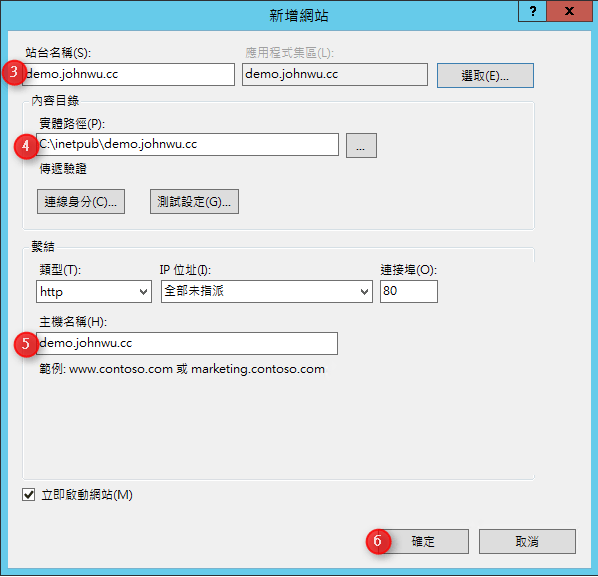 新增網站
?
x
站台名稱(S):
應用程式集區(L):
3
demo.johnwu.cc
demo.johnwu.cc
選取(E)...
內容目錄
實體路徑(P):
4
C:\inetpub\demo.johnwu.cc
...
傳遞驗證
連線身分(C)...
測試設定(G)...
繫結
類型(T):
IP 位址(I):
連接埠(O):
http
全部未指派
80
主機名稱(H):
5
demo.johnwu.cc
範例: www.contoso.com 或 marketing.contoso.com
立即啟動網站(M)
6
確定
取消